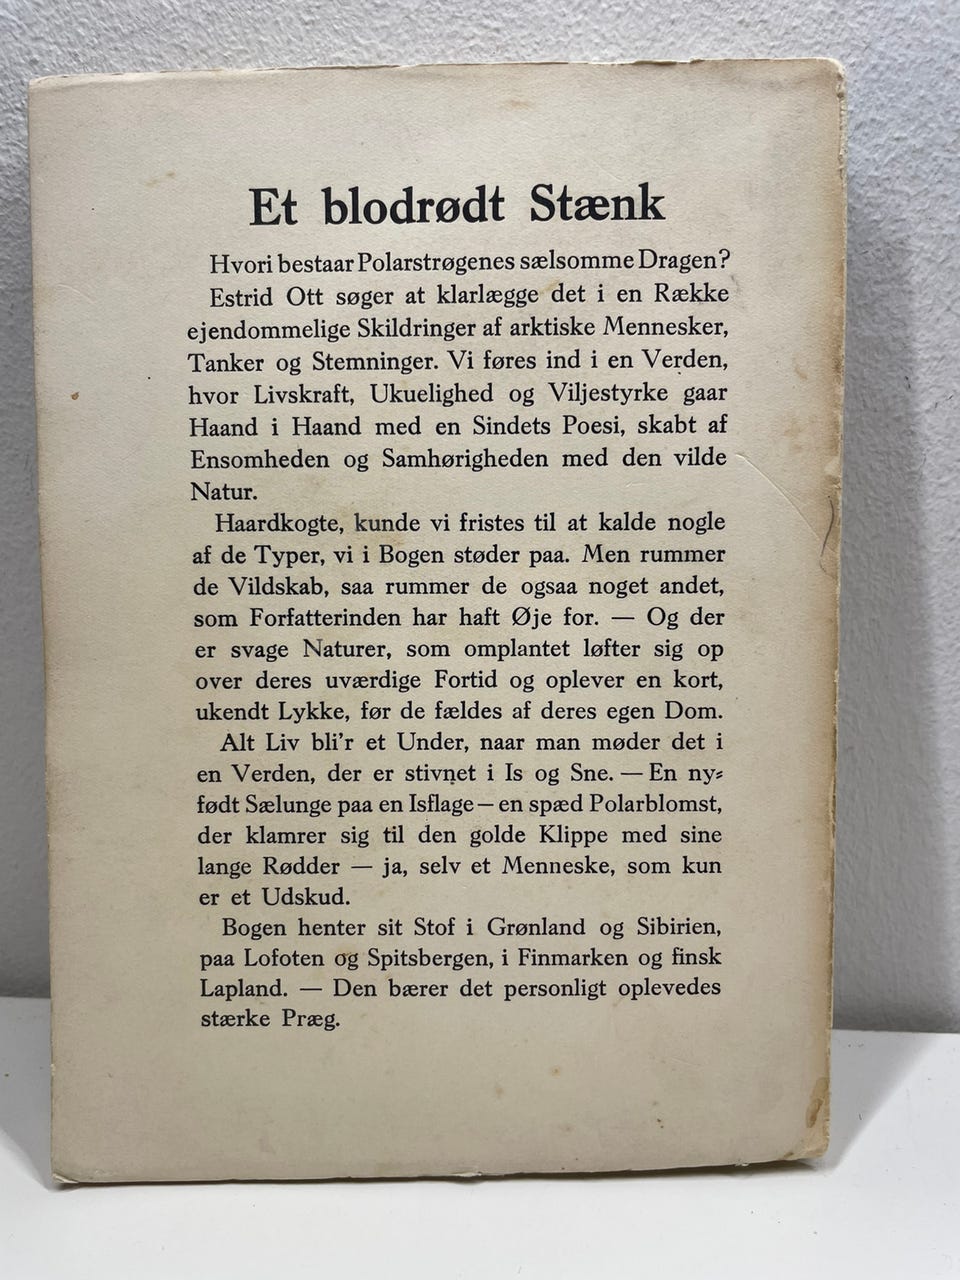 Et blodrødt Stænk
Hvori bestaar Polarstrøgenes sælsomme Dragen?
Estrid Ott søger at klarlægge det i en Række
ejendommelige Skildringer af arktiske Mennesker,
Tanker og Stemninger. Vi føres ind i en Verden,
hvor Livskraft, Ukuelighed og Viljestyrke gaar
Haand i Haand med en Sindets Poesi, skabt af
Ensomheden og Samhørigheden med den vilde
Natur.
Haardkogte, kunde vi fristes til at kalde nogle
af de Typer, vi i Bogen støder paa. Men rummer
de Vildskab, saa rummer de ogsaa noget andet,
som Forfatterinden har haft Øje for. — Og der
er svage Naturer, som omplantet løfter sig op
over deres uværdige Fortid og oplever en kort,
ukendt Lykke, før de fældes af deres egen Dom.
Alt Liv bli'r et Under, naar man møder det i
en Verden, der er stivnet i Is og Sne. — En ny-
født Sælunge paa en Isflage — en spæd Polarblomst,
der klamrer sig til den golde Klippe med sine
lange Rødder — ja, selv et Menneske, som kun
er et Udskud.
Bogen henter sit Stof i Grønland og Sibirien,
paa Lofoten og Spitsbergen, i Finmarken og finsk
Lapland. — Den bærer det personligt oplevedes
stærke Præg.